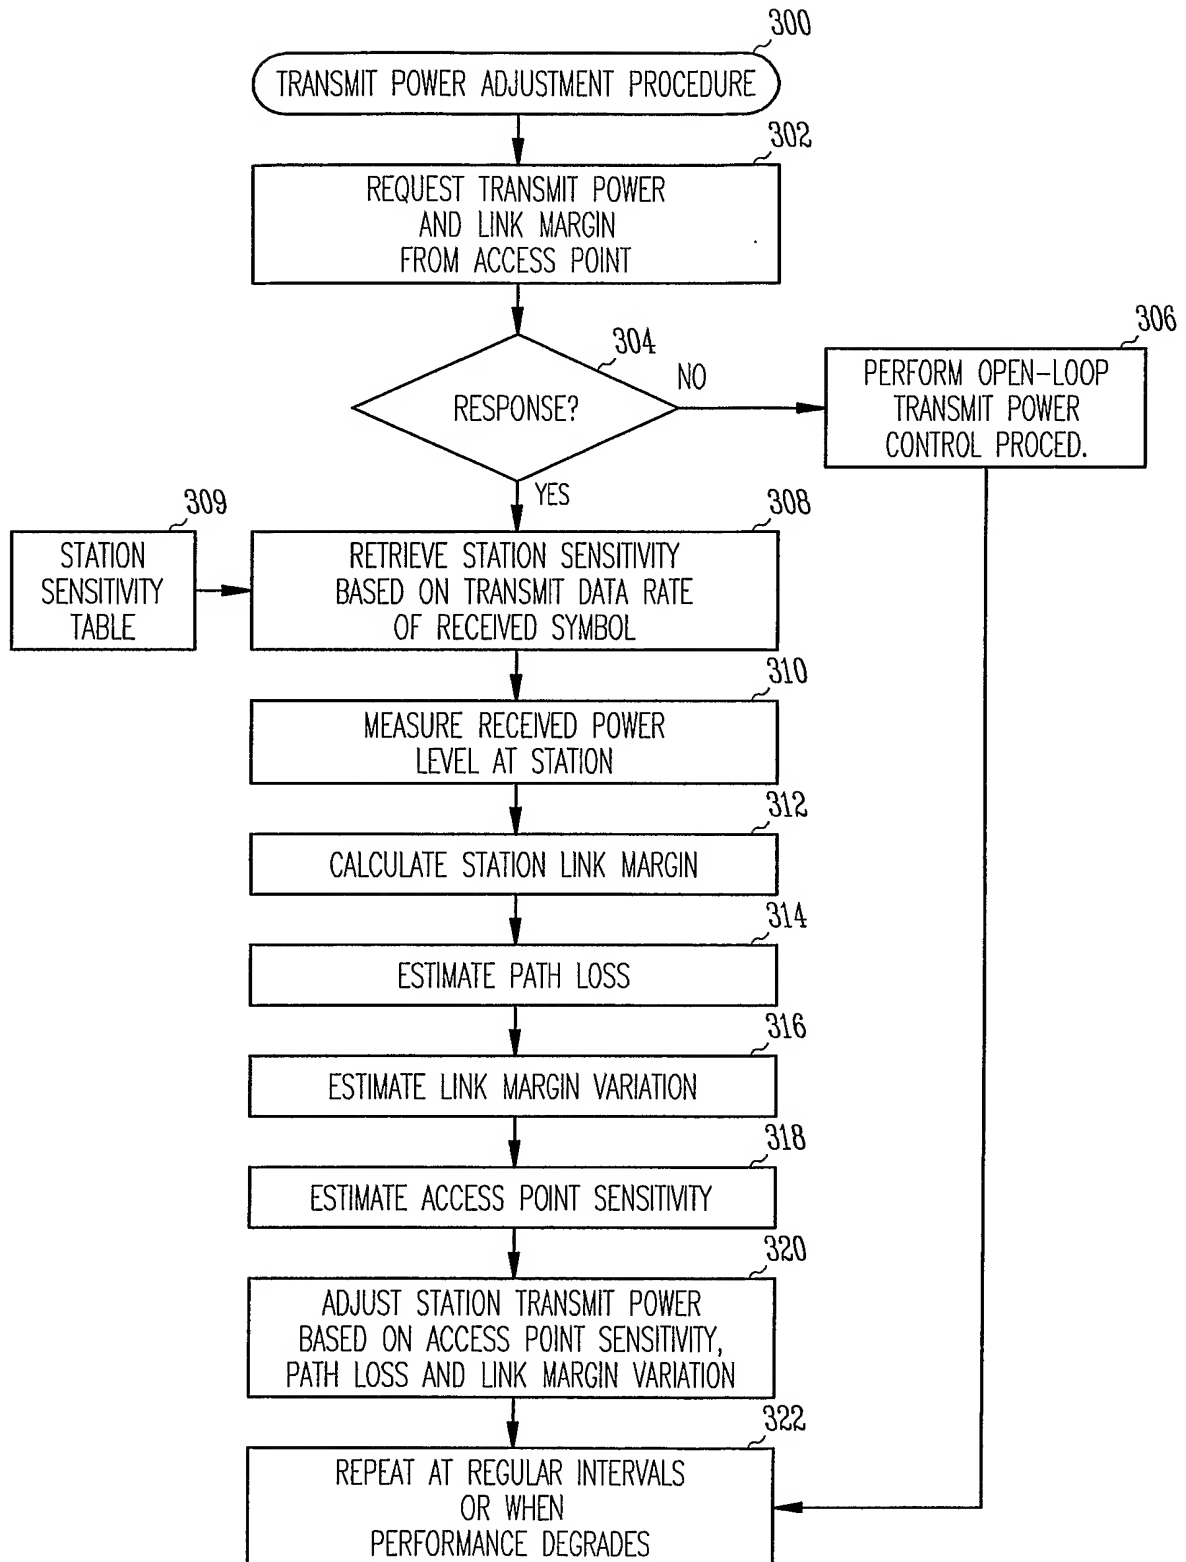 300
TRANSMIT POWER ADJUSTMENT PROCEDURE
302
REQUEST TRANSMIT POWER
AND LINK MARGIN
FROM ACCESS POINT
304
RESPONSE?
NO
306
PERFORM OPEN-LOOP
TRANSMIT POWER
CONTROL PROCED.
YES
309
STATION
SENSITIVITY
TABLE
308
RETRIEVE STATION SENSITIVITY
BASED ON TRANSMIT DATA RATE
OF RECEIVED SYMBOL
310
MEASURE RECEIVED POWER
LEVEL AT STATION
312
CALCULATE STATION LINK MARGIN
314
ESTIMATE PATH LOSS
316
ESTIMATE LINK MARGIN VARIATION
318
ESTIMATE ACCESS POINT SENSITIVITY
320
ADJUST STATION TRANSMIT POWER
BASED ON ACCESS POINT SENSITIVITY,
PATH LOSS AND LINK MARGIN VARIATION
322
REPEAT AT REGULAR INTERVALS
OR WHEN
PERFORMANCE DEGRADES